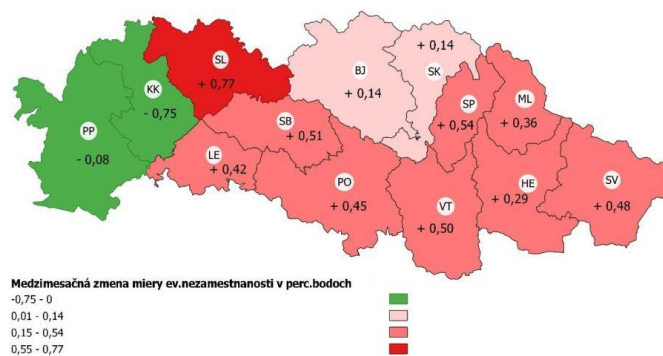 + 0,14
SL
BJ
SK
KK
+ 0,77
ML
+ 0,14
SP
- 0,75
SB
+ 0,54
+ 0,36
PP
+ 0,51
LE
- 0,08
+ 0,42
PO
HE
SV
+ 0,29
VT
+ 0,45
+ 0,48
+ 0,50
Medzimesačná zmena miery ev.nezamestnanosti v perc.bodoch
-0,75 - 0
0,01 - 0,14
0,15 - 0,54
0,55 - 0,77